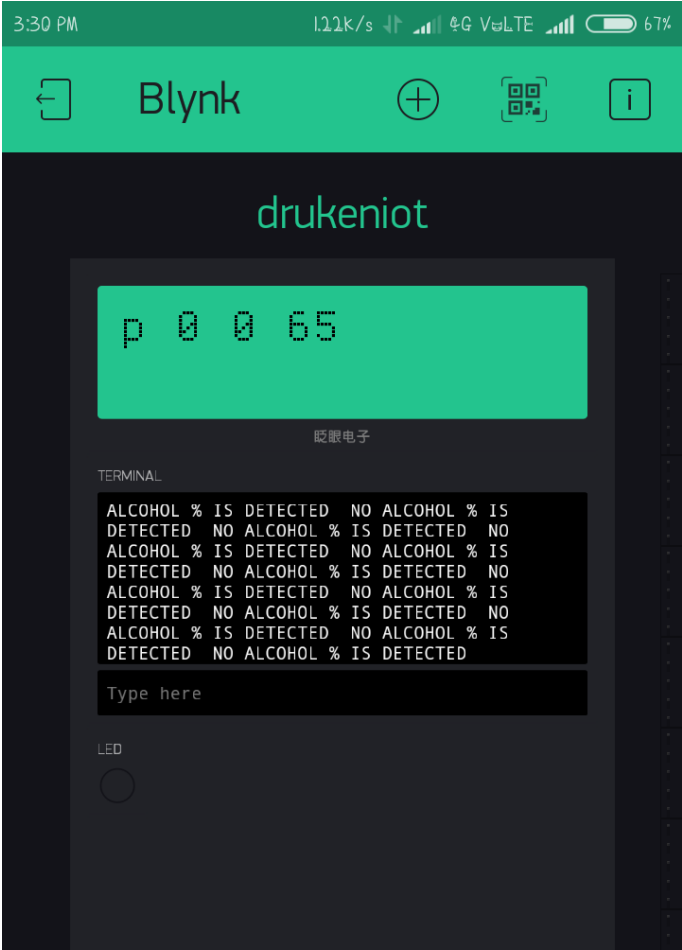 3:30 PM 1.22K/s 4G VoLTE 67%
Blynk
drukeniot
p 0 0 65
眨眼电子
TERMINAL
ALCOHOL % IS DETECTED NO ALCOHOL % IS
DETECTED NO ALCOHOL % IS DETECTED NO
ALCOHOL % IS DETECTED NO ALCOHOL % IS
DETECTED NO ALCOHOL % IS DETECTED NO
ALCOHOL % IS DETECTED NO ALCOHOL % IS
DETECTED NO ALCOHOL % IS DETECTED NO
ALCOHOL % IS DETECTED NO ALCOHOL % IS
DETECTED NO ALCOHOL % IS DETECTED
Type here
LED